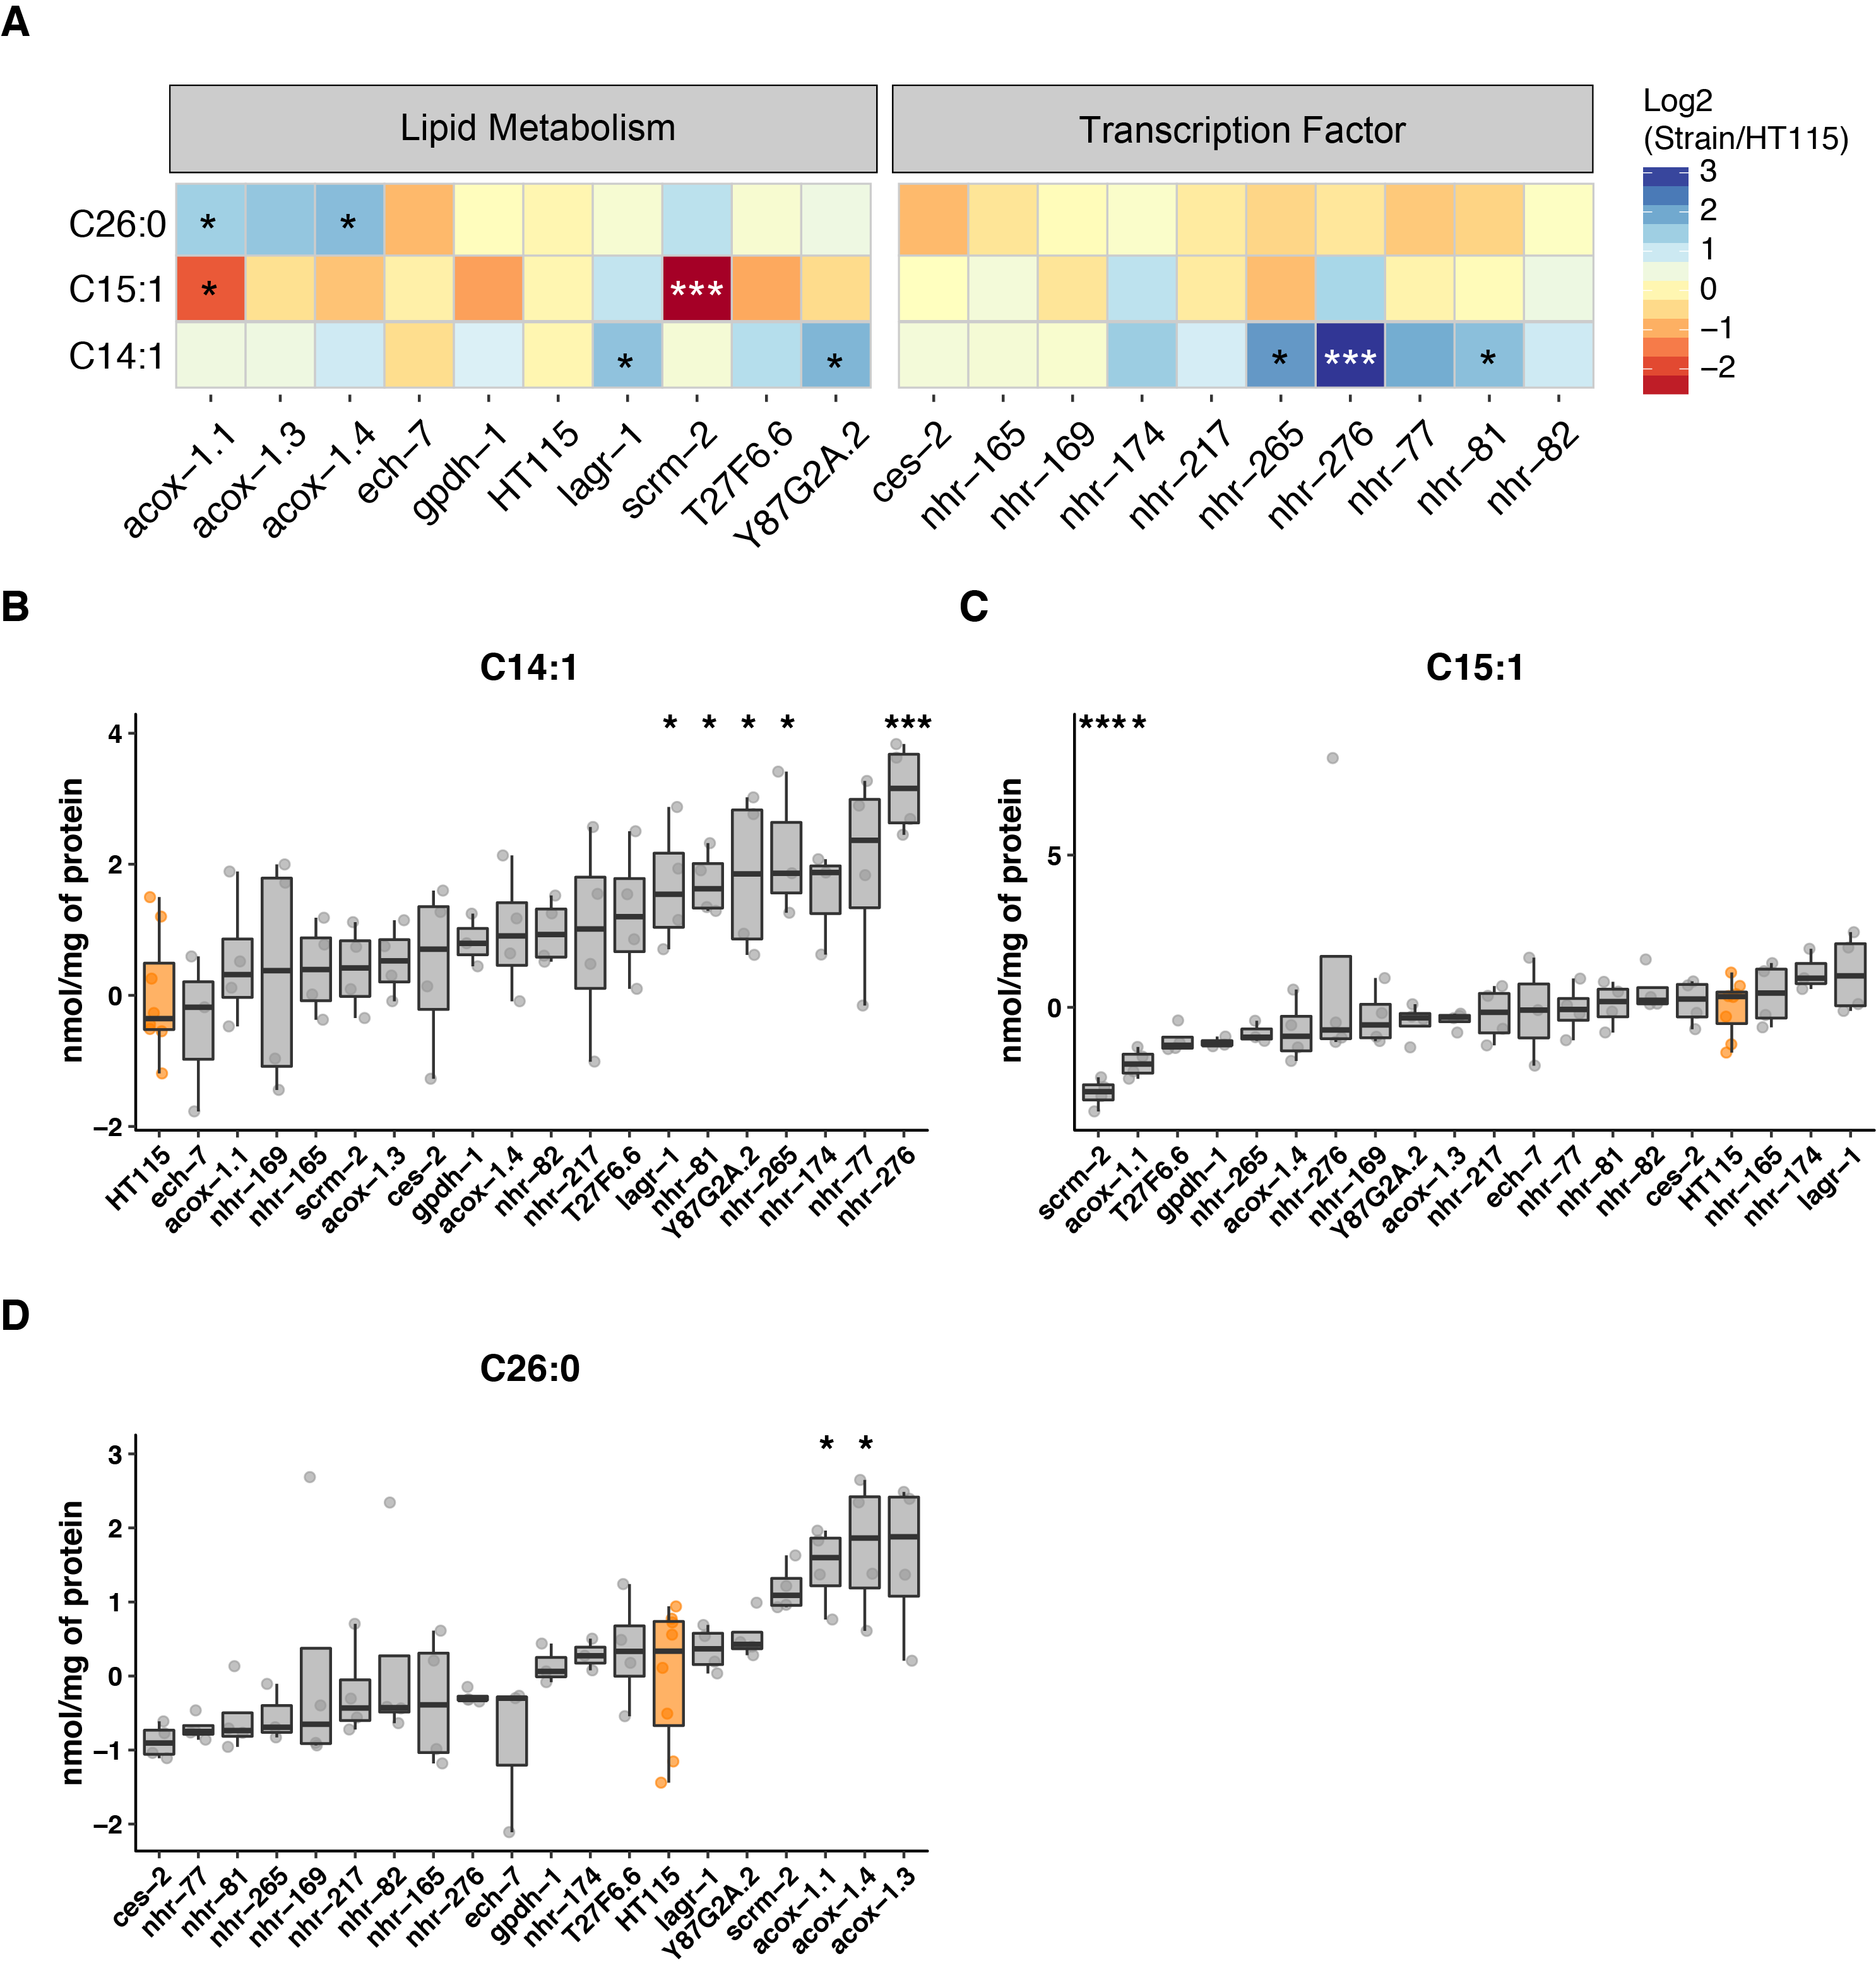 A
Lipid Metabolism
Transcription Factor
Log2
(Strain/HT115)
3
2
1
0
−1
−2
C26:0
* *
C15:1
* ***
C14:1
* * * *** *
acox−1.1
acox−1.3
acox−1.4
ech−7
gpdh−1
HT115
lagr−1
scrm−2
T27F6.6
Y87G2A.2
ces−2
nhr−165
nhr−169
nhr−174
nhr−217
nhr−265
nhr−276
nhr−77
nhr−81
nhr−82
B
C14:1
nmol/mg of protein
4
2
0
−2
* * * * ***
HT115
ech−7
acox−1.1
nhr−169
nhr−165
scrm−2
acox−1.3
ces−2
gpdh−1
acox−1.4
nhr−82
nhr−217
T27F6.6
lagr−1
nhr−81
Y87G2A.2
nhr−265
nhr−174
nhr−77
nhr−276
C
C15:1
nmol/mg of protein
5
0
*** *
scrm−2
acox−1.1
T27F6.6
gpdh−1
nhr−265
acox−1.4
nhr−276
nhr−169
Y87G2A.2
acox−1.3
nhr−217
ech−7
nhr−77
nhr−81
nhr−82
ces−2
HT115
nhr−165
nhr−174
lagr−1
D
C26:0
nmol/mg of protein
3
2
1
0
−1
−2
* *
ces−2
nhr−77
nhr−81
nhr−265
nhr−169
nhr−217
nhr−82
nhr−165
nhr−276
ech−7
gpdh−1
nhr−174
T27F6.6
HT115
lagr−1
Y87G2A.2
scrm−2
acox−1.1
acox−1.4
acox−1.3